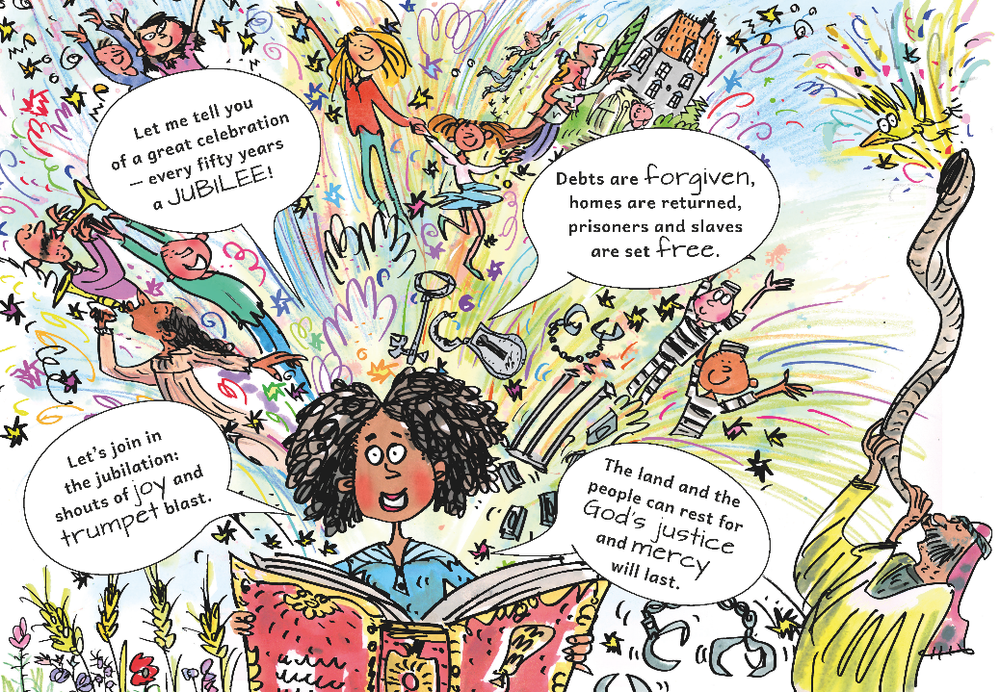 Let me tell you
of a great celebration
– every fifty years
a JUBILEE!
Debts are forgiven,
homes are returned,
prisoners and slaves
are set free.
Let's join in
the jubilation:
shouts of joy and
trumpet blast.
The land and the
people can rest for
God's justice
and mercy
will last.